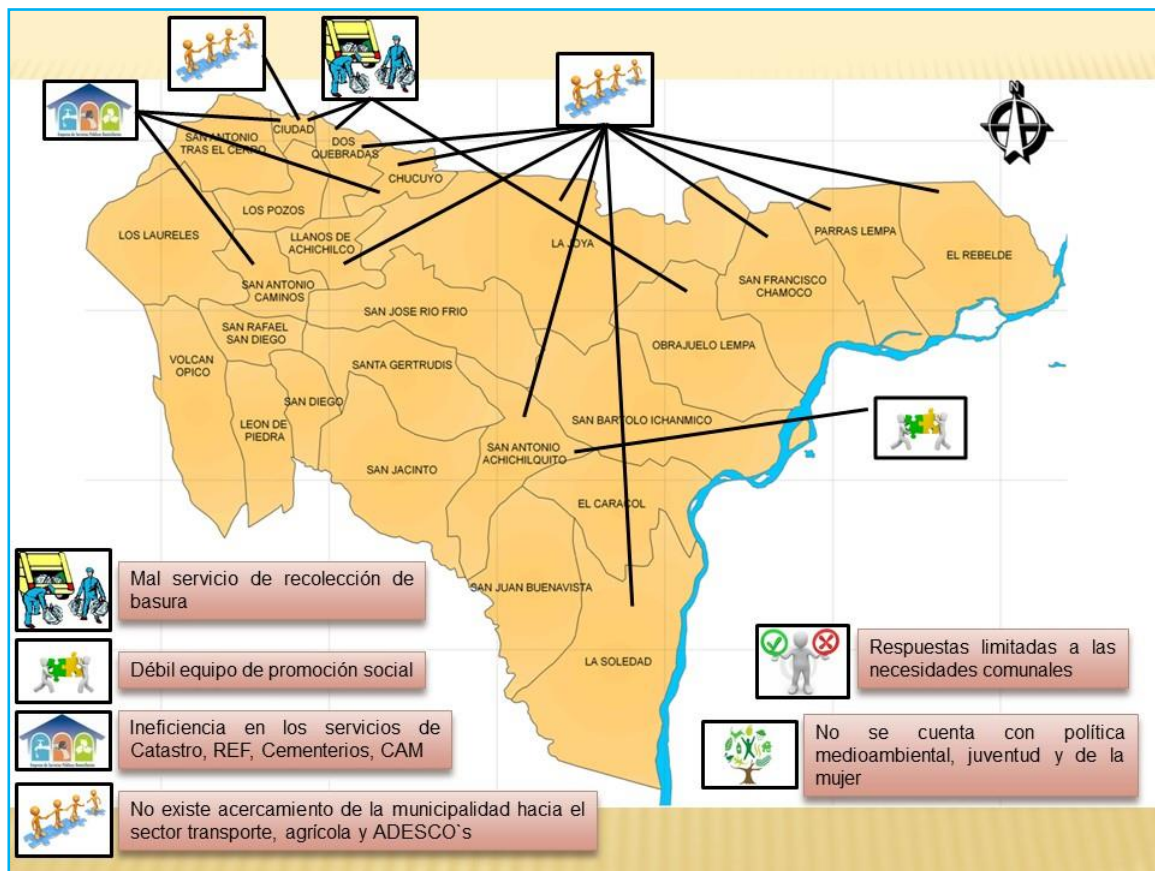 N
CIUDAD
SAN ANTONIO
TRAS EL CERRO
DOS
QUEBRADAS
CHUCUYO
LOS POZOS
LOS LAURELES
LLANOS DE
ACHICHILCO
LA JOYA
PARRAS LEMPA
EL REBELDE
SAN FRANCISCO
CHAMOCO
SAN ANTONIO
CAMINOS
SAN JOSE RIO FRIO
SAN RAFAEL
SAN DIEGO
OBRAJUELO LEMPA
VOLCAN
OPICO
SANTA GERTRUDIS
SAN DIEGO
LEON DE
PIEDRA
SAN BARTOLO ICHANMICO
SAN ANTONIO
ACHICHILQUITO
SAN JACINTO
EL CARACOL
SAN JUAN BUENAVISTA
LA SOLEDAD
Mal servicio de recolección de
basura
Débil equipo de promoción social
Ineficiencia en los servicios de
Catastro, REF, Cementerios, CAM
No existe acercamiento de la municipalidad hacia el
sector transporte, agrícola y ADESCO`s
Respuestas limitadas a las
necesidades comunales
No se cuenta con política
medioambiental, juventud y de la
mujer